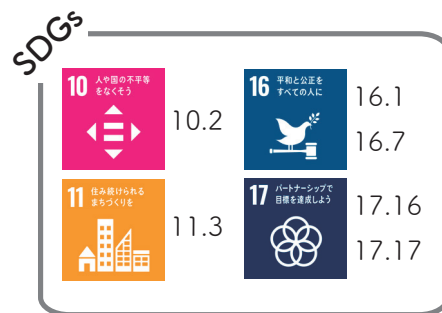 SDGs
10 人や国の不平等
をなくそう
10.2
16 平和と公正を
すべての人に
16.1
16.7
11 住み続けられる
まちづくりを
11.3
17 パートナーシップで
目標を達成しよう
17.16
17.17